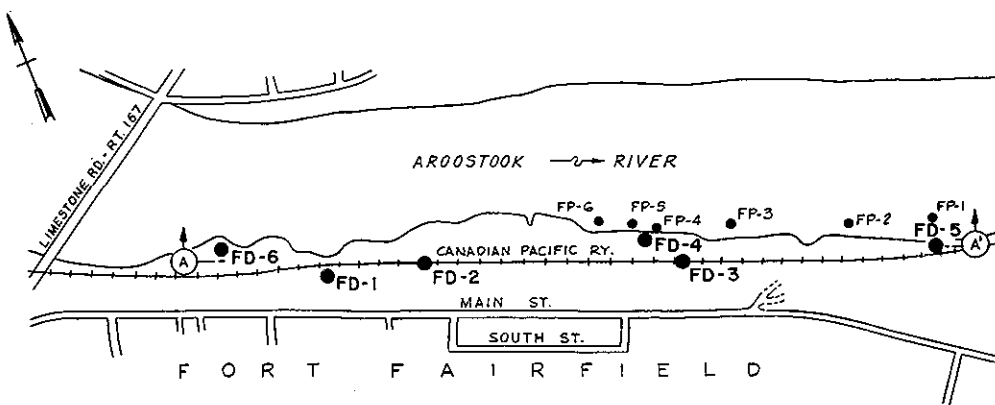 LIMESTONE RD.- RT. 167
AROOSTOOK RIVER
FP-6
FP-5
FP-4
FP-3
FP-2
FP-1
A
FD-6
CANADIAN PACIFIC RY.
FD-4
FD-5
A'
FD-1
FD-2
FD-3
MAIN ST.
SOUTH ST.
FORT FAIRFIELD